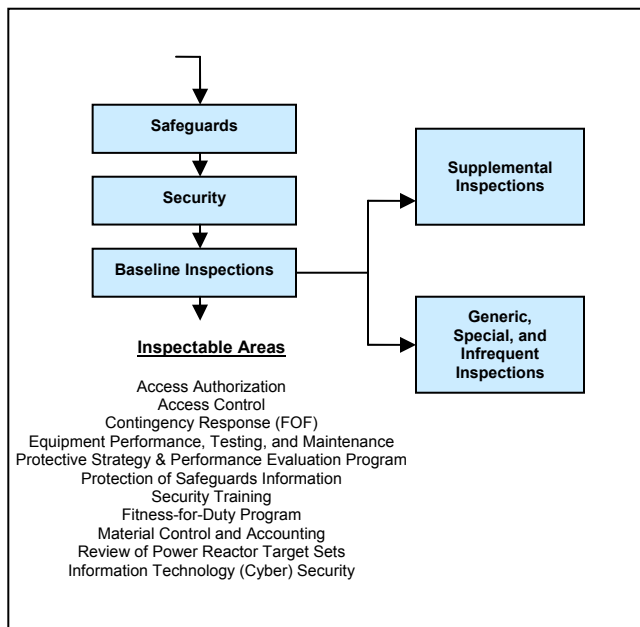 Safeguards
Security
Baseline Inspections
Supplemental
Inspections
Generic,
Special, and
Infrequent
Inspections
Inspectable Areas
Access Authorization
Access Control
Contingency Response (FOF)
Equipment Performance, Testing, and Maintenance
Protective Strategy & Performance Evaluation Program
Protection of Safeguards Information
Security Training
Fitness-for-Duty Program
Material Control and Accounting
Review of Power Reactor Target Sets
Information Technology (Cyber) Security